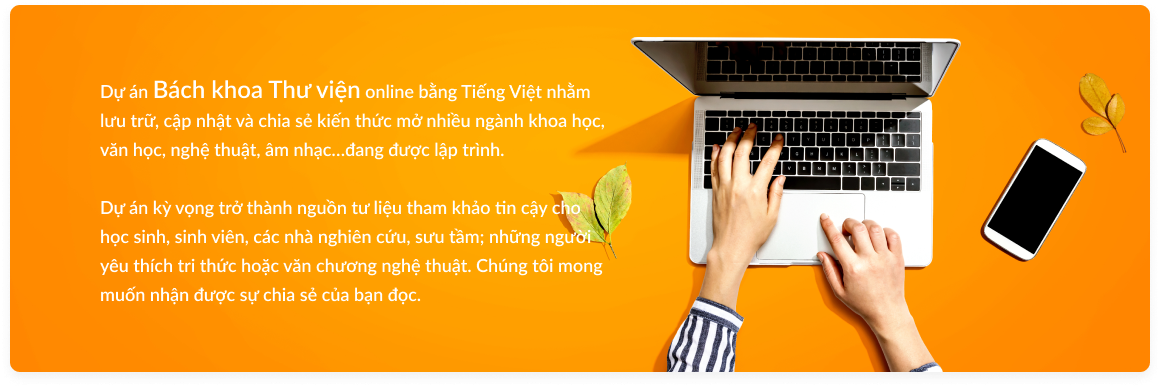 Dự án Bách khoa Thư viện online bằng Tiếng Việt nhằm
lưu trữ, cập nhật và chia sẻ kiến thức mở nhiều ngành khoa học,
văn học, nghệ thuật, âm nhạc...đang được lập trình.
Dự án kỳ vọng trở thành nguồn tư liệu tham khảo tin cậy cho
học sinh, sinh viên, các nhà nghiên cứu, sưu tầm; những người
yêu thích tri thức hoặc văn chương nghệ thuật. Chúng tôi mong
muốn nhận được sự chia sẻ của bạn đọc.